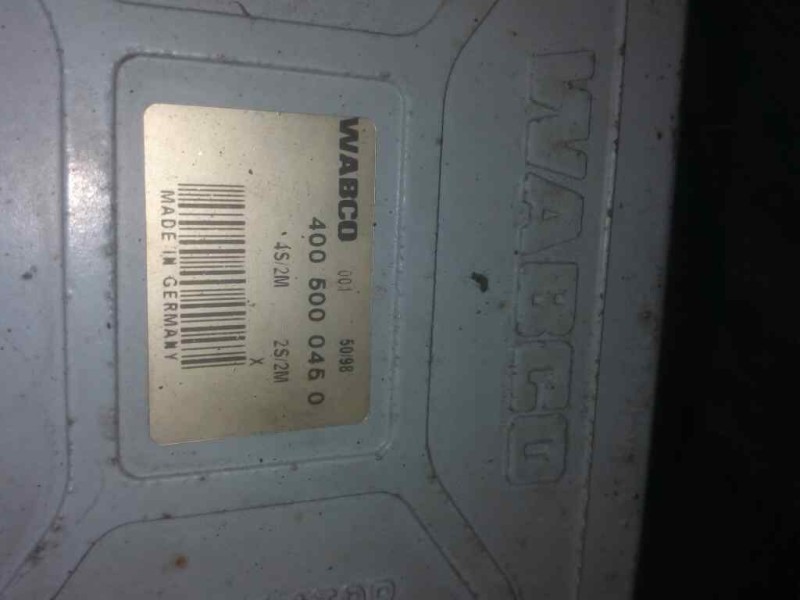 WABCO 001 50/98
400 500 045 0
4S/2M 2S/2M
X
MADE IN GERMANY
WABCO